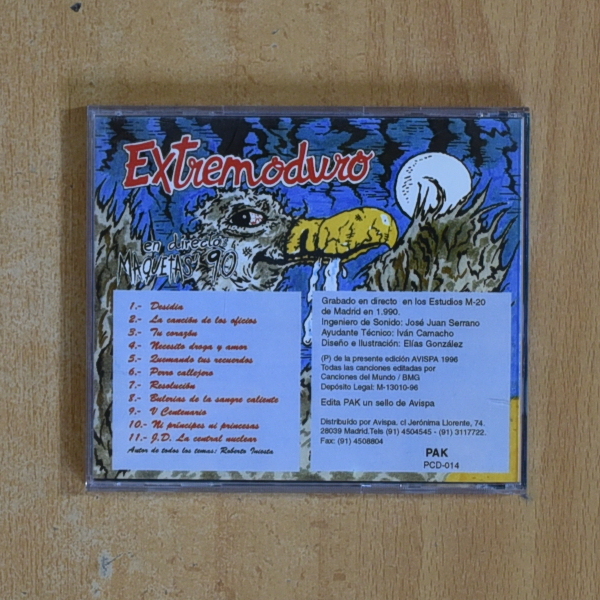 Extremoduro
en directo:
MAQUETAS: 90
1.- Desidia
2.- La canción de los oficios
3.- Tu corazón
4.- Necesito droga y amor
5.- Quemando tus recuerdos
6.- Perro callejero
7.- Resolución
8.- Bulerias de la sangre caliente
9.- V Centenario
10.- Ni príncipes ni princesas
11.- J.D. La central nuclear
Autor de todos los temas: Roberto Iniesta
Grabado en directo en los Estudios M-20
de Madrid en 1.990.
Ingeniero de Sonido: José Juan Serrano
Ayudante Técnico: Iván Camacho
Diseño e Ilustración: Elías González
(P) de la presente edición AVISPA 1996
Todas las canciones editadas por
Canciones del Mundo / BMG
Depósito Legal: M-13010-96
Edita PAK un sello de Avispa
Distribuído por Avispa. c/ Jerónima Llorente, 74.
28039 Madrid.Tels (91) 4504545 - (91) 3117722.
Fax: (91) 4508804
PAK
PCD-014